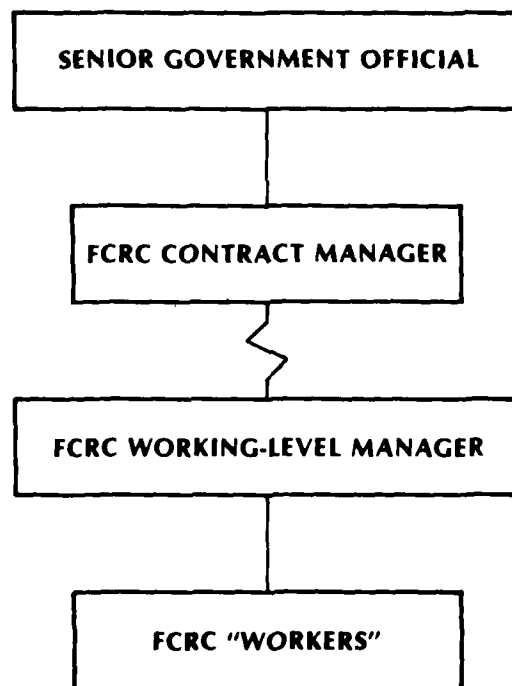 SENIOR GOVERNMENT OFFICIAL
FCRC CONTRACT MANAGER
FCRC WORKING-LEVEL MANAGER
FCRC "WORKERS"